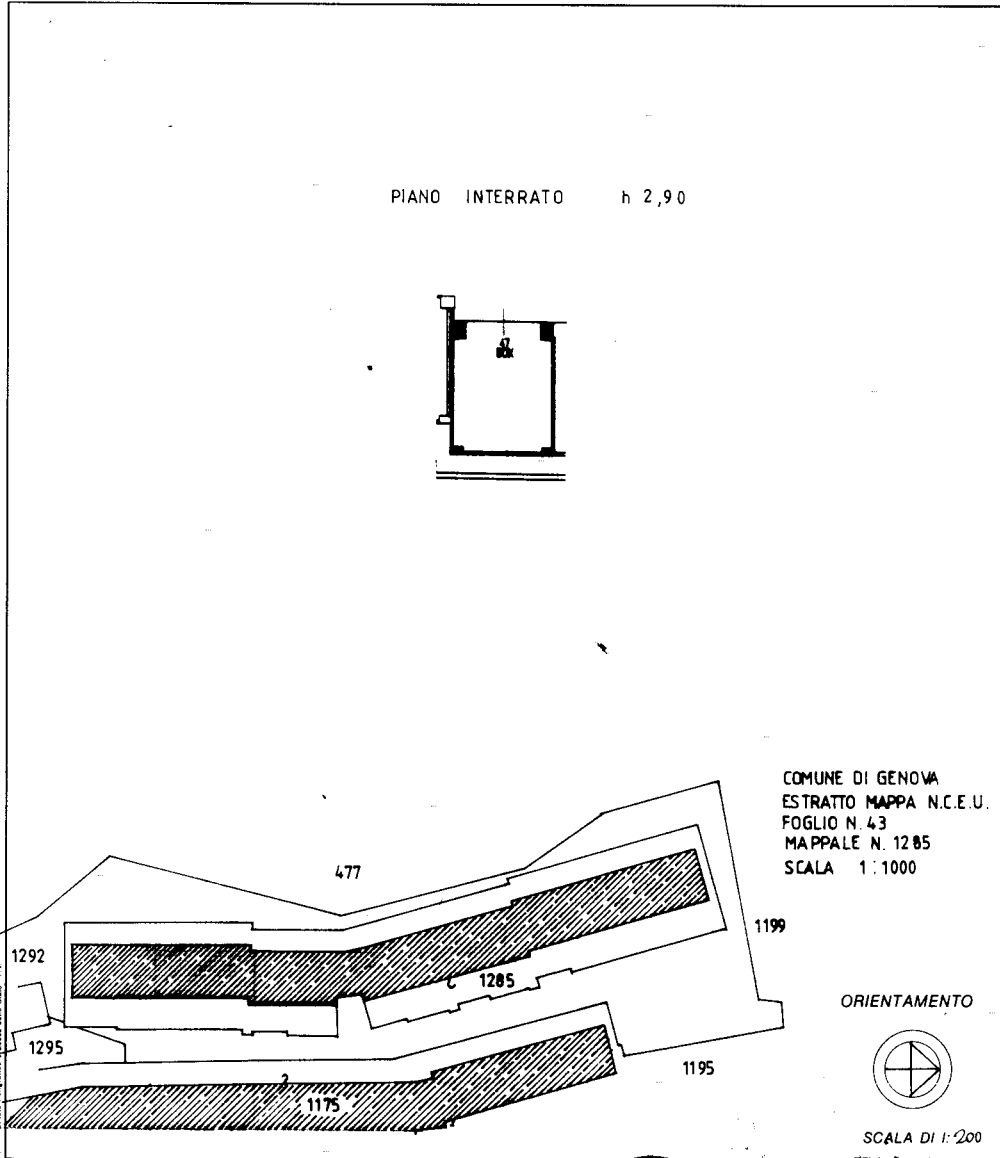 PIANO INTERRATO h 2,90
47
BOX
COMUNE DI GENOVA
ESTRATTO MAPPA N.C.E.U.
FOGLIO N. 43
MAPPALE N. 1285
SCALA 1:1000
477
1199
1292
1285
ORIENTAMENTO
1295
1195
1175
SCALA DI 1:200